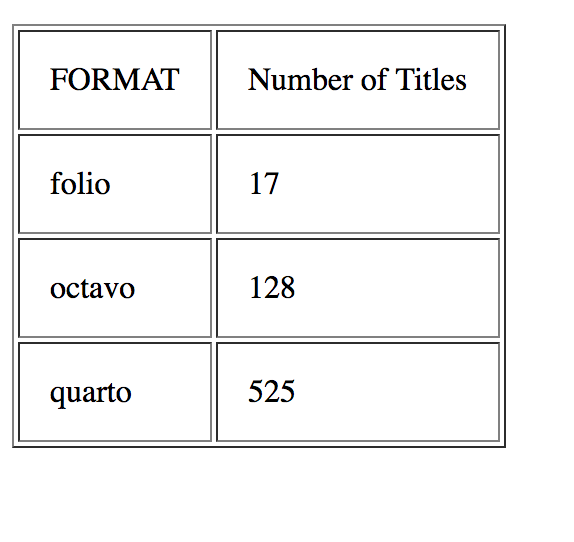 FORMAT Number of Titles
folio 17
octavo 128
quarto 525